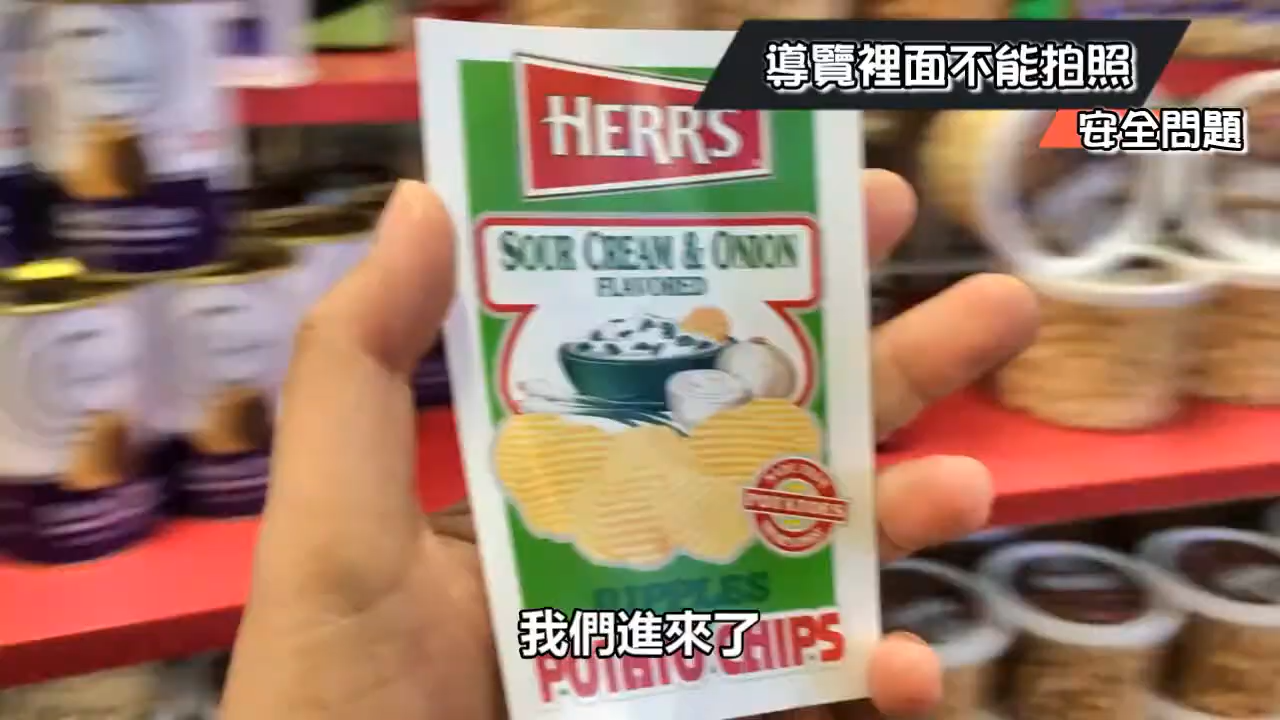 導覽裡面不能拍照
安全問題
HERR'S
SOUR CREAM & ONION
FLAVORED
POTATOES
RIPPLES
我們進來了
POTATO CHIPS